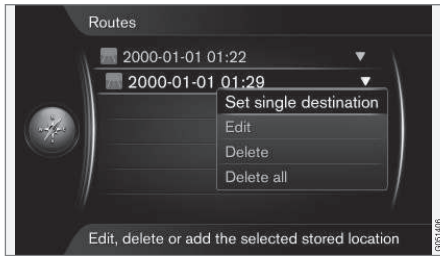 Routes
2000-01-01 01:22
2000-01-01 01:29
Set single destination
Edit
Delete
Delete all
Edit, delete or add the selected stored location
G051406